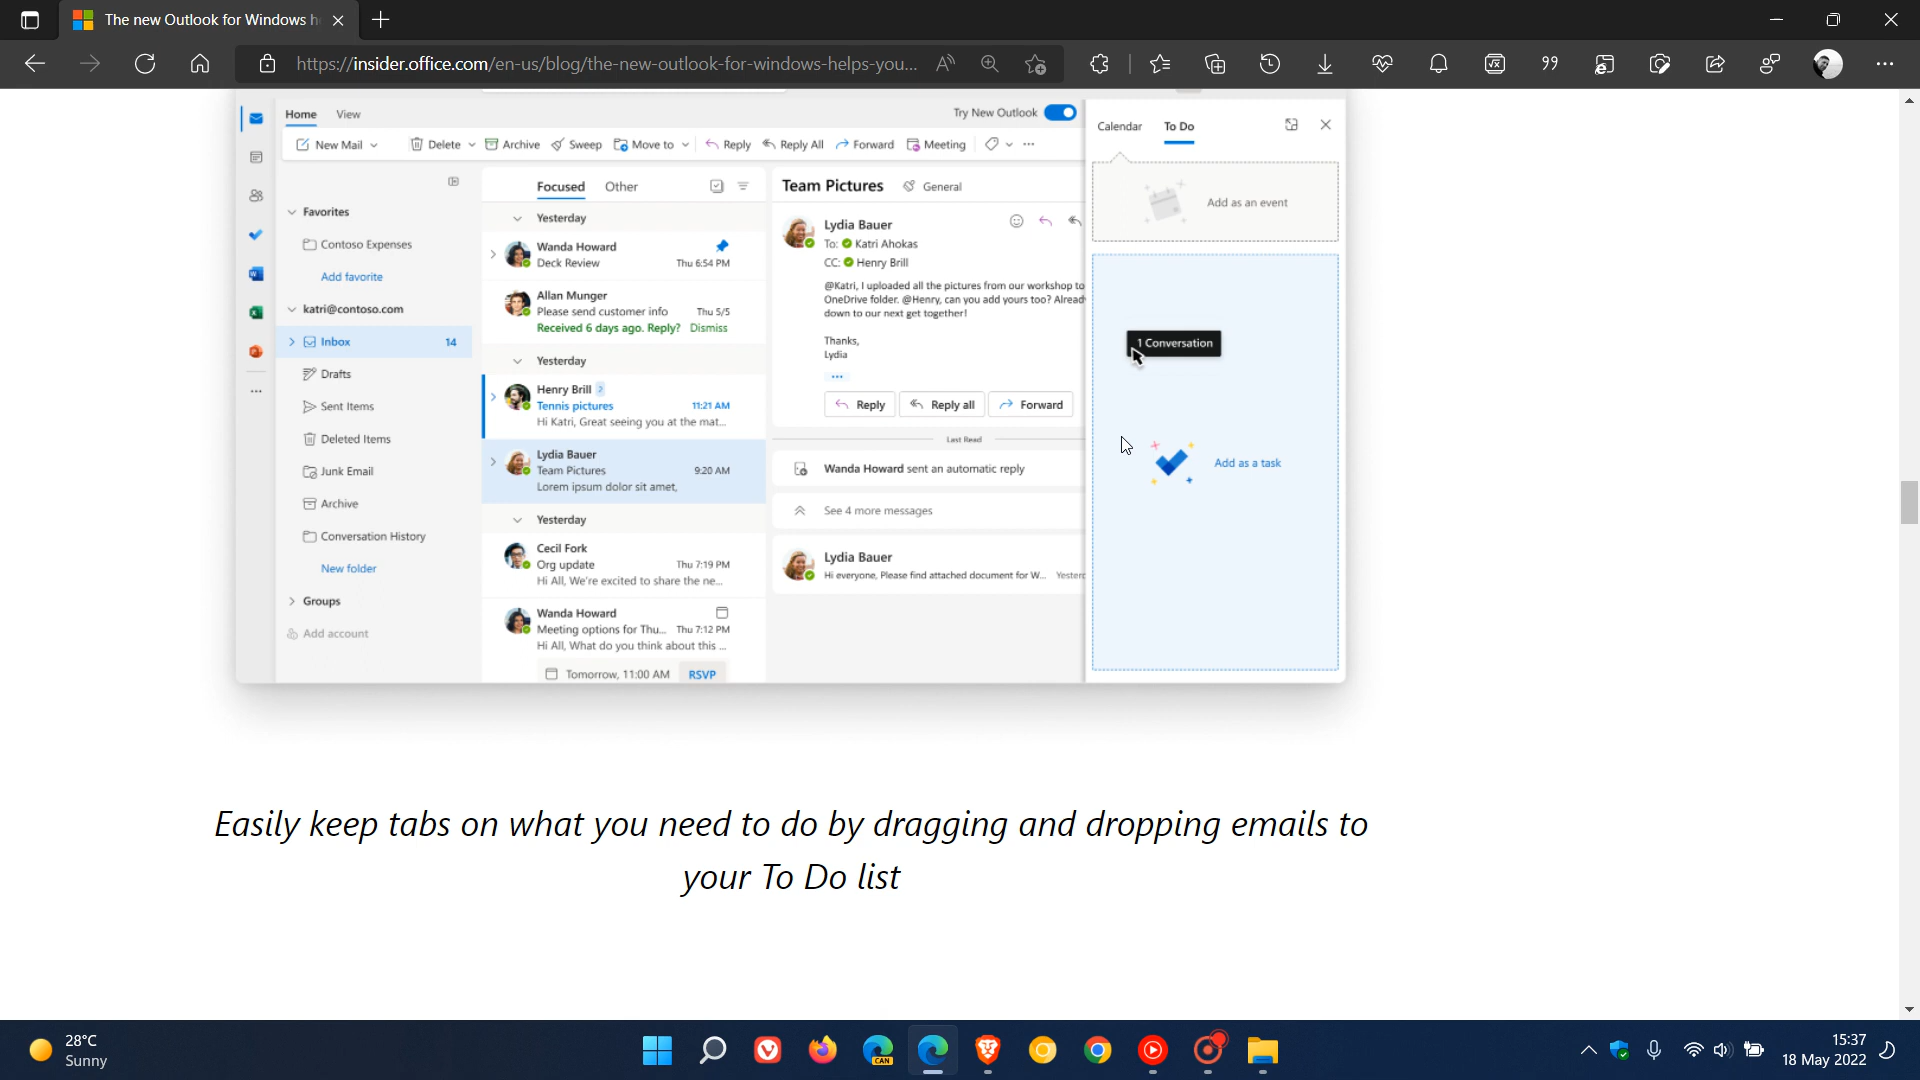 The new Outlook for Windows h
https://insider.office.com/en-us/blog/the-new-outlook-for-windows-helps-you...
Home View
Try New Outlook
New Mail
Delete
Archive
Sweep
Move to
Reply
Reply All
Forward
Meeting
Calendar
To Do
Favorites
Contoso Expenses
Add favorite
katri@contoso.com
Inbox 14
Drafts
Sent Items
Deleted Items
Junk Email
Archive
Conversation History
New folder
Groups
Add account
Focused Other
Yesterday
Wanda Howard
Deck Review Thu 6:54 PM
Allan Munger
Please send customer info Thu 5/5
Received 6 days ago. Reply? Dismiss
Yesterday
Henry Brill 2
Tennis pictures 11:21 AM
Hi Katri, Great seeing you at the mat...
Lydia Bauer
Team Pictures 9:20 AM
Lorem ipsum dolor sit amet,
Yesterday
Cecil Fork
Org update Thu 7:19 PM
Hi All, We're excited to share the ne...
Wanda Howard
Meeting options for Thu... Thu 7:12 PM
Hi All, What do you think about this ...
Tomorrow, 11:00 AM RSVP
Team Pictures General
Lydia Bauer
To: Katri Ahokas
CC: Henry Brill
@Katri, I uploaded all the pictures from our workshop to
OneDrive folder. @Henry, can you add yours too? Alread
down to our next get together!
Thanks,
Lydia
Reply
Reply all
Forward
Last Read
Wanda Howard sent an automatic reply
See 4 more messages
Lydia Bauer
Hi everyone, Please find attached document for W... Yesterd
Add as an event
1 Conversation
Add as a task
Easily keep tabs on what you need to do by dragging and dropping emails to
your To Do list
28°C
Sunny
CAN
15:37
18 May 2022